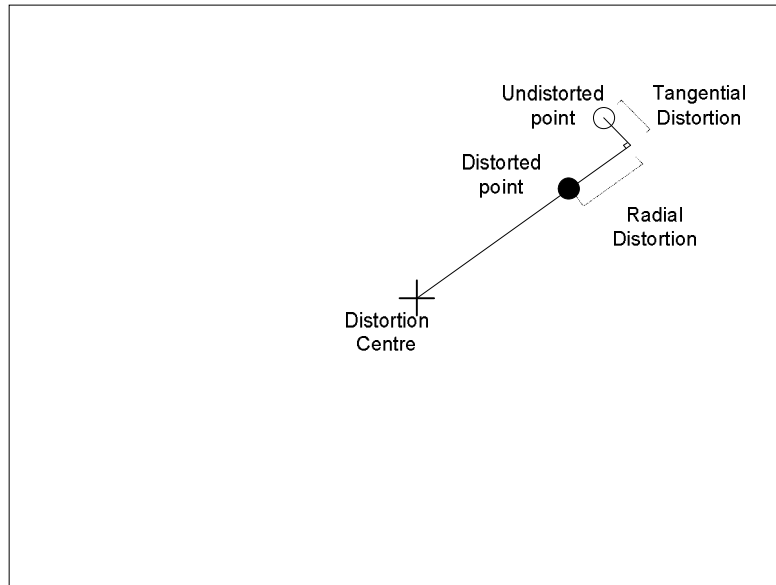 Undistorted
point
Tangential
Distortion
Distorted
point
Radial
Distortion
Distortion
Centre